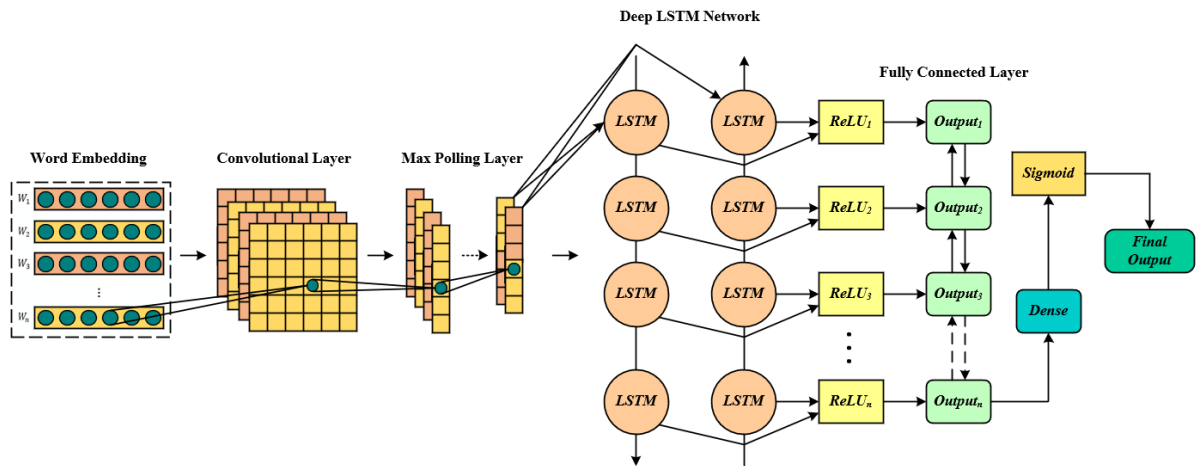 Deep LSTM Network
Fully Connected Layer
Word Embedding
Convolutional Layer
Max Polling Layer
W1
W2
W3
...
Wn
LSTM LSTM ReLU1 Output1
LSTM LSTM ReLU2 Output2
LSTM LSTM ReLU3 Output3
LSTM LSTM ReLUn Outputn
Sigmoid
Dense
Final
Output